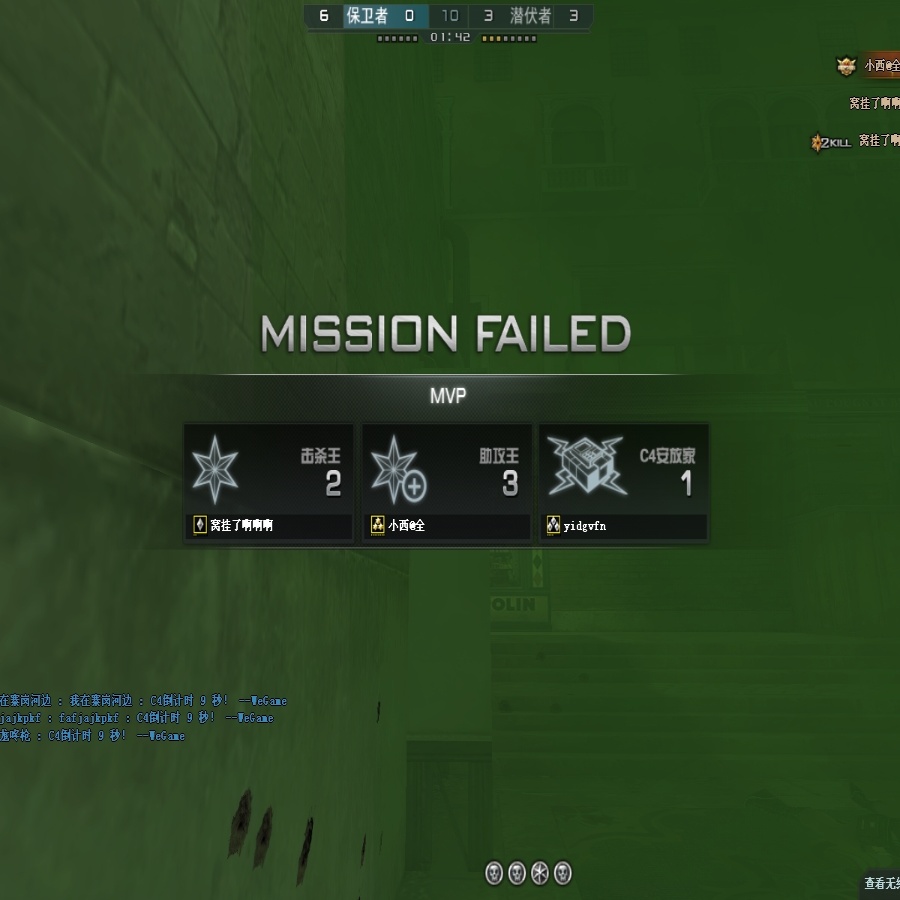 6 保卫者 0 10 3 潜伏者 3
01:42
小西@全
窝挂了啊啊
2KILL 窝挂了啊
MISSION FAILED
MVP
击杀王
2
窝挂了啊啊啊
助攻王
3
小西@全
C4安放家
1
yidgvfn
OLIN
在寨岗河边 : 我在寨岗河边 : C4倒计时 9 秒! --WeGame
jajkpkf : fafjajkpkf : C4倒计时 9 秒! --WeGame
咚枪 : C4倒计时 9 秒! --WeGame
查看无